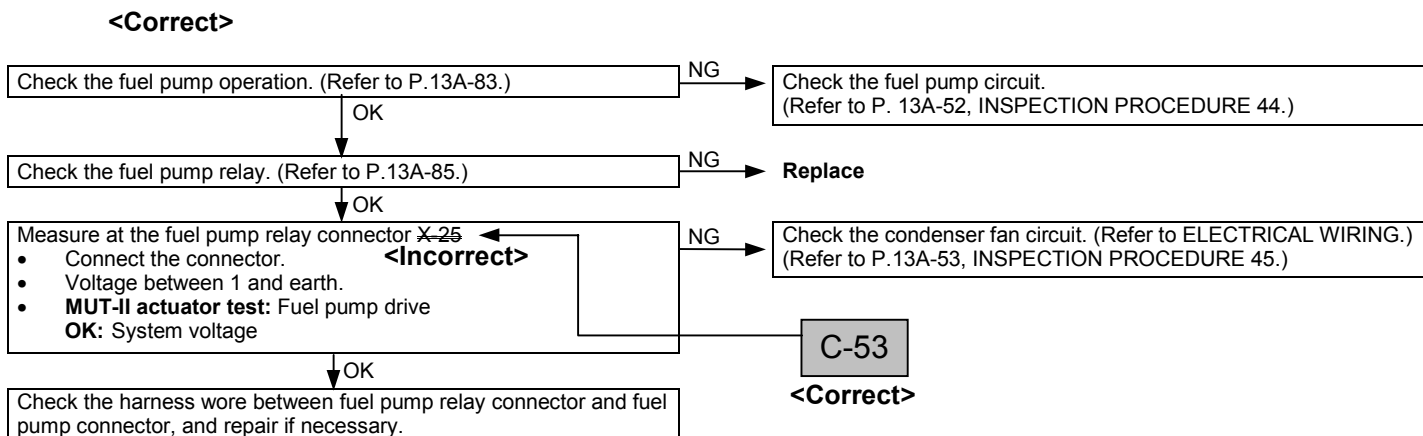 <Correct>
Check the fuel pump operation. (Refer to P.13A-83.)
NG
Check the fuel pump circuit.
(Refer to P. 13A-52, INSPECTION PROCEDURE 44.)
OK
Check the fuel pump relay. (Refer to P.13A-85.)
NG
Replace
OK
Measure at the fuel pump relay connector X-25
<Incorrect>
• Connect the connector.
• Voltage between 1 and earth.
• MUT-II actuator test: Fuel pump drive
OK: System voltage
NG
Check the condenser fan circuit. (Refer to ELECTRICAL WIRING.)
(Refer to P.13A-53, INSPECTION PROCEDURE 45.)
C-53
<Correct>
OK
Check the harness wore between fuel pump relay connector and fuel
pump connector, and repair if necessary.